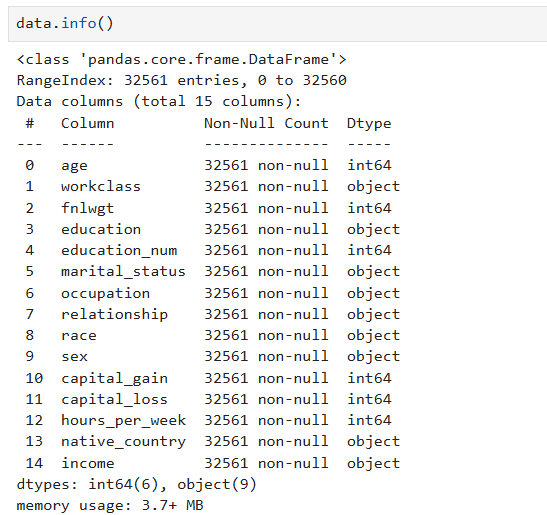 data.info()
<class 'pandas.core.frame.DataFrame'>
RangeIndex: 32561 entries, 0 to 32560
Data columns (total 15 columns):
 #   Column          Non-Null Count  Dtype
---  ------          --------------  -----
 0   age             32561 non-null  int64
 1   workclass       32561 non-null  object
 2   fnlwgt          32561 non-null  int64
 3   education       32561 non-null  object
 4   education_num   32561 non-null  int64
 5   marital_status  32561 non-null  object
 6   occupation      32561 non-null  object
 7   relationship    32561 non-null  object
 8   race            32561 non-null  object
 9   sex             32561 non-null  object
 10  capital_gain    32561 non-null  int64
 11  capital_loss    32561 non-null  int64
 12  hours_per_week  32561 non-null  int64
 13  native_country  32561 non-null  object
 14  income          32561 non-null  object
dtypes: int64(6), object(9)
memory usage: 3.7+ MB